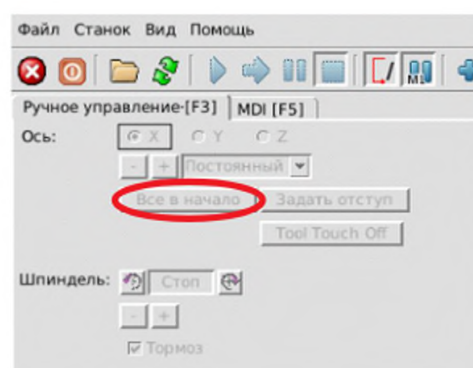 Файл Станок Вид Помощь
M1
Ручное управление-[F3] MDI [F5]
Ось: X Y Z
- + Постоянный
Все в начало Задать отступ
Tool Touch Off
Шпиндель: Стоп
- +
Тормоз